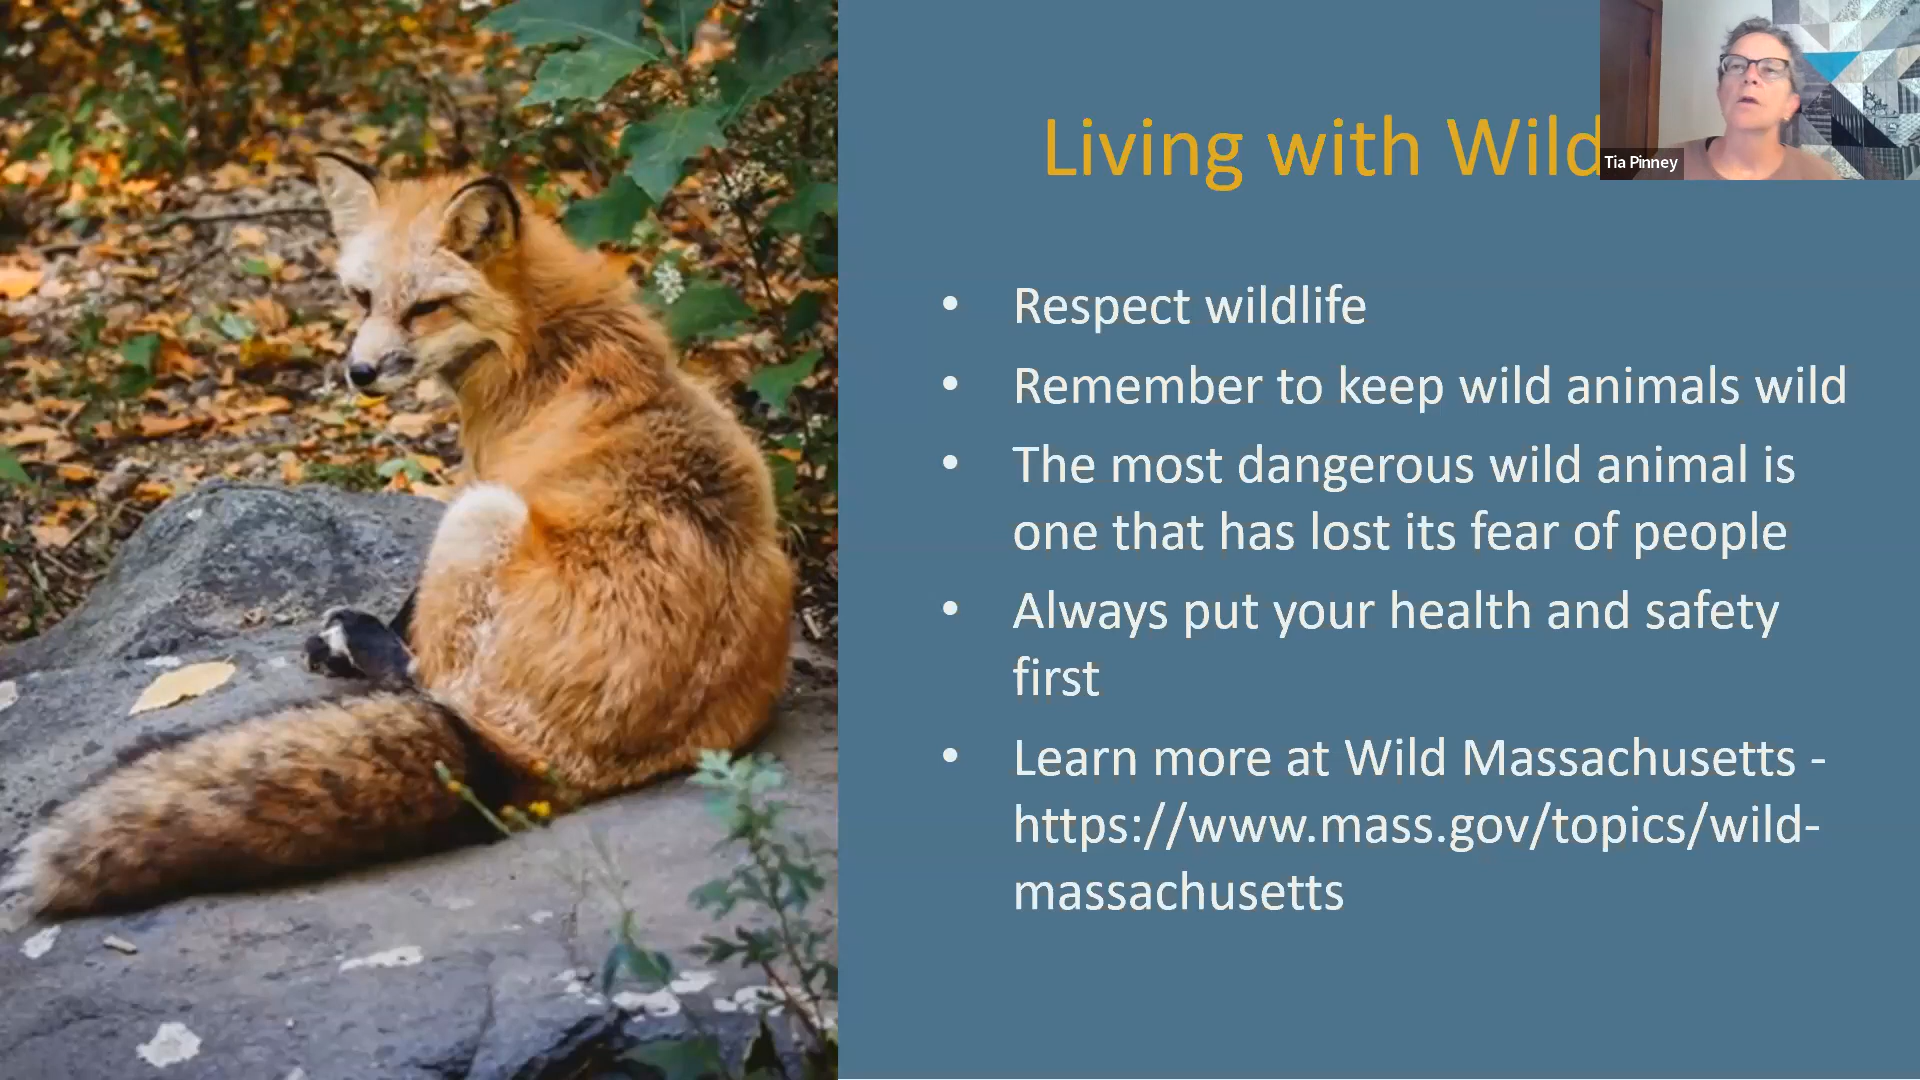 Living with Wild
Tia Pinney
• Respect wildlife
• Remember to keep wild animals wild
• The most dangerous wild animal is
one that has lost its fear of people
• Always put your health and safety
first
• Learn more at Wild Massachusetts -
https://www.mass.gov/topics/wild-
massachusetts